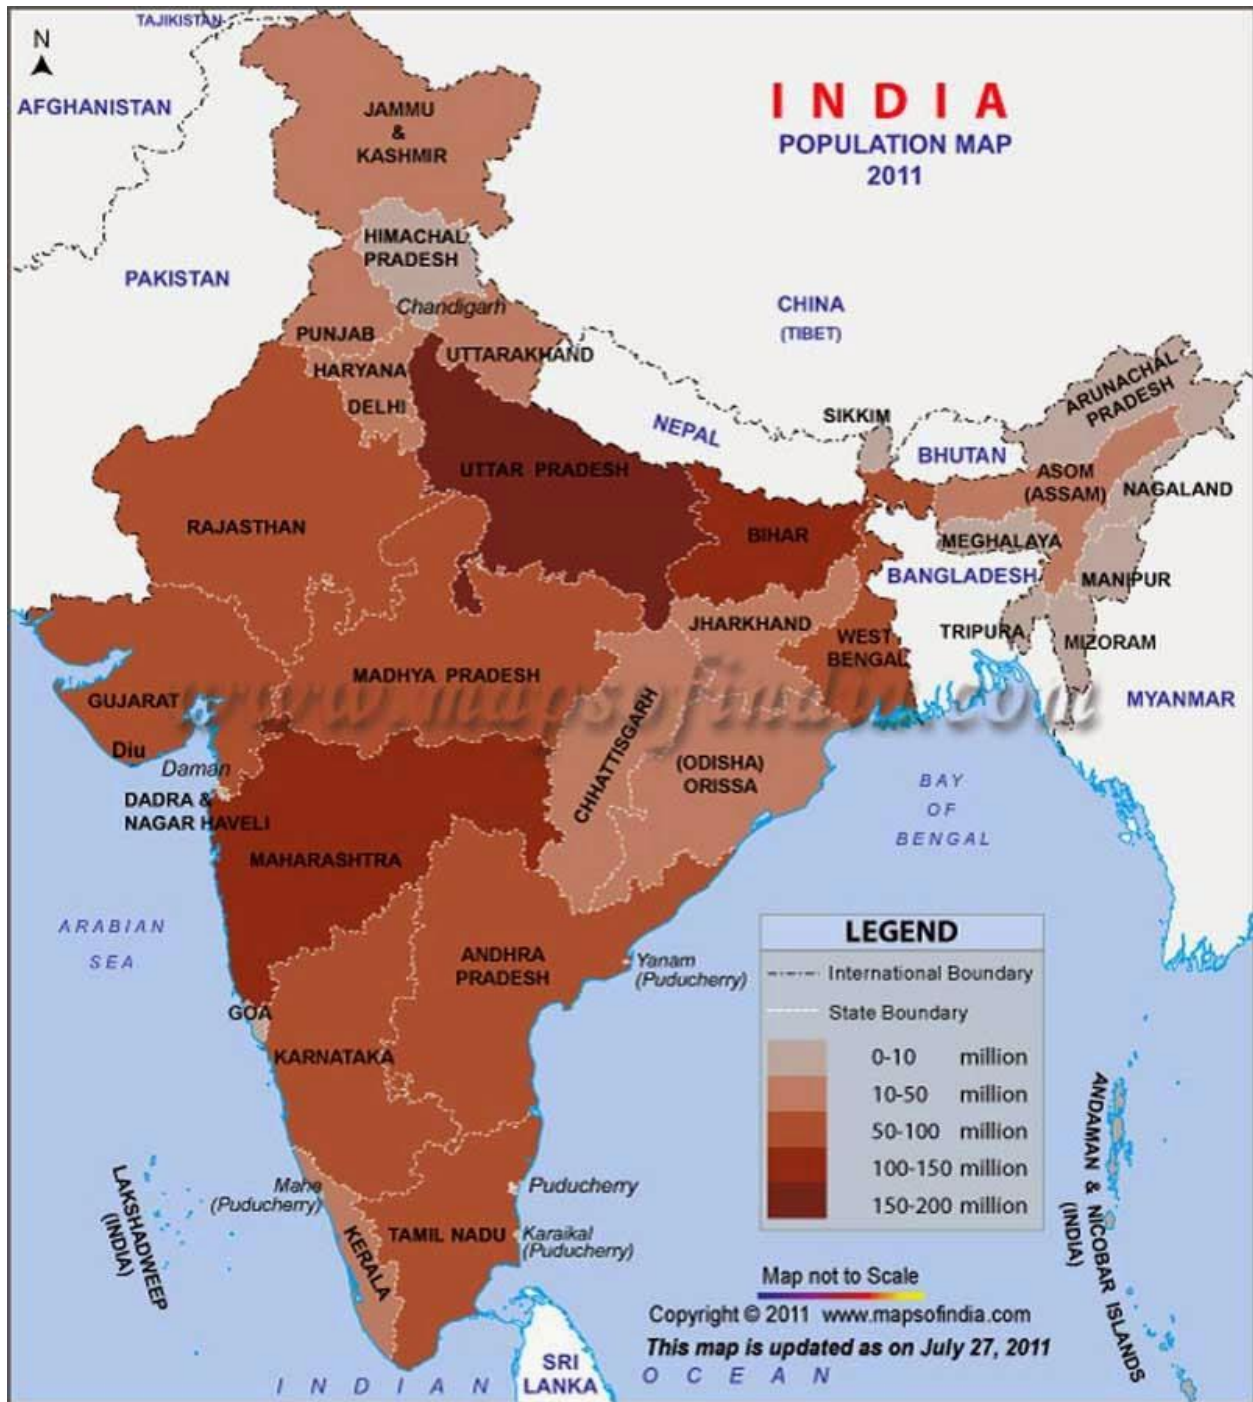 TAJIKISTAN
N
AFGHANISTAN
I N D I A
POPULATION MAP
2011
JAMMU
&
KASHMIR
HIMACHAL
PRADESH
PAKISTAN
Chandigarh
CHINA
(TIBET)
PUNJAB
UTTARAKHAND
HARYANA
DELHI
ARUNACHAL
PRADESH
SIKKIM
NEPAL
BHUTAN
UTTAR PRADESH
ASOM
(ASSAM)
NAGALAND
RAJASTHAN
BIHAR
MEGHALAYA
BANGLADESH
MANIPUR
JHARKHAND
WEST
BENGAL
TRIPURA
MIZORAM
MADHYA PRADESH
GUJARAT
www.mapsofindia.com
MYANMAR
Diu
Daman
CHHATTISGARH
(ODISHA)
ORISSA
DADRA &
NAGAR HAVELI
BAY
OF
BENGAL
MAHARASHTRA
ARABIAN
SEA
ANDHRA
PRADESH
Yanam
(Puducherry)
GOA
KARNATAKA
LEGEND
International Boundary
State Boundary
0-10 million
10-50 million
50-100 million
100-150 million
150-200 million
ANDAMAN & NICOBAR ISLANDS
(INDIA)
LAKSHADWEEP
(INDIA)
Mahe
(Puducherry)
Puducherry
KERALA
TAMIL NADU
Karaikal
(Puducherry)
Map not to Scale
Copyright © 2011 www.mapsofindia.com
This map is updated as on July 27, 2011
SRI
LANKA
I N D I A N O C E A N